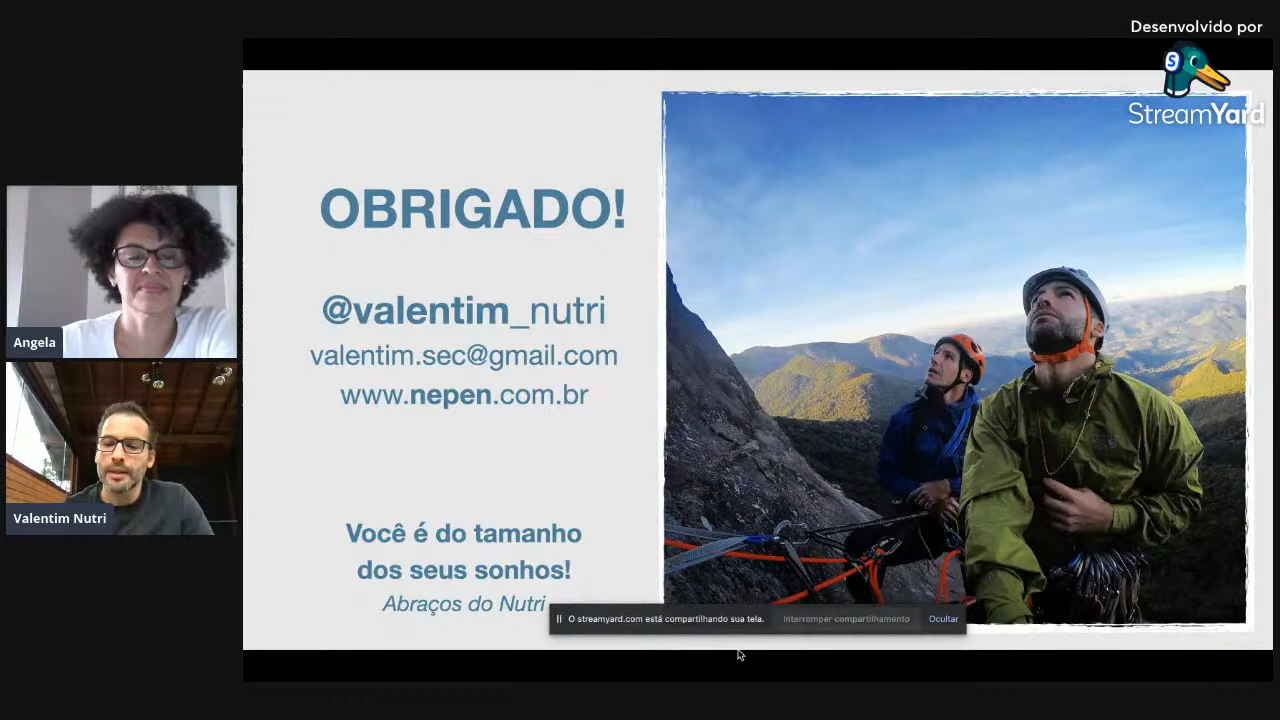 Desenvolvido por
StreamYard
OBRIGADO!
@valentim_nutri
valentim.sec@gmail.com
www.nepen.com.br
Você é do tamanho
dos seus sonhos!
Abraços do Nutri
Angela
Valentim Nutri
O streamyard.com está compartilhando sua tela. Interromper compartilhamento Ocultar